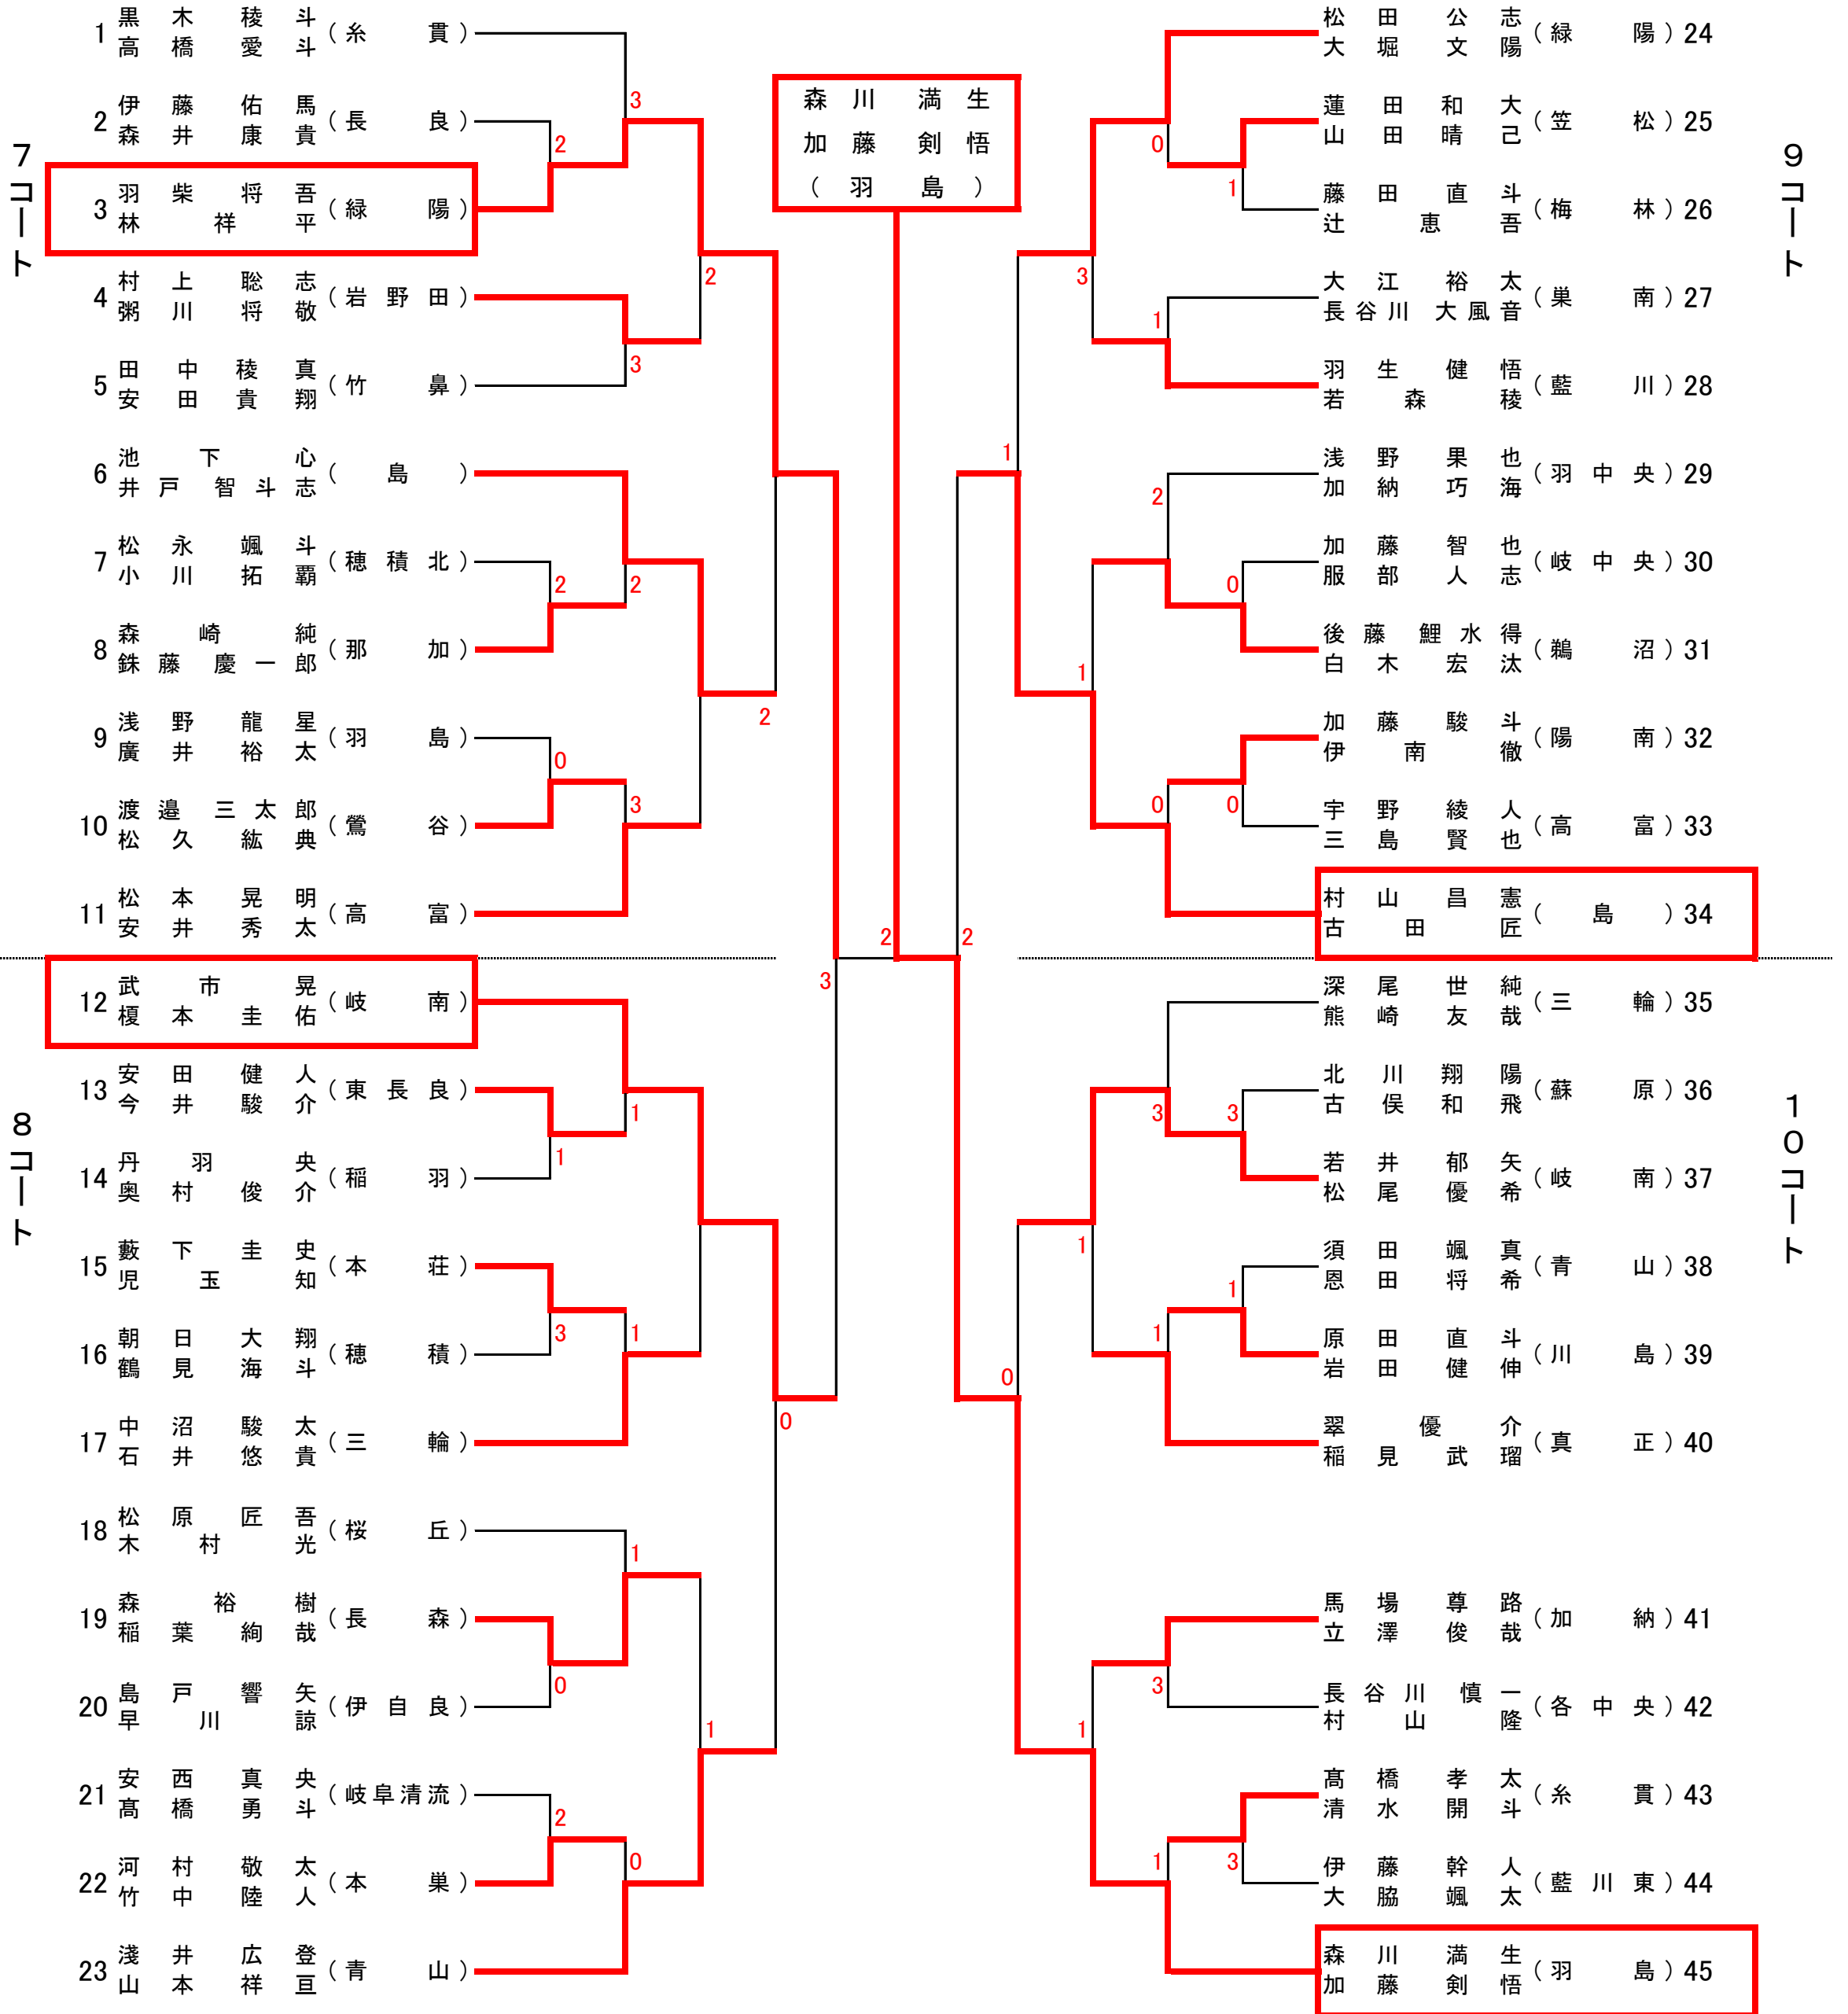 7コート
1 黒木稜斗 (糸貫)
高橋愛斗
2 伊藤佑馬 (長良)
森井康貴
3 羽柴将吾 (緑陽)
林祥平
4 村上聡志 (岩野田)
粥川将敬
5 田中稜真 (竹鼻)
安田貴翔
6 池下心 (島)
井戸智斗志
7 松永颯斗 (穂積北)
小川拓覇
8 森崎純 (那加)
銖藤慶一郎
9 浅野龍星 (羽島)
廣井裕太
10 渡邉三太郎 (鶯谷)
松久紘典
11 松本晃明 (高富)
安井秀太
3
2
2
3
2
2
2
0
3
2
8コート
12 武市晃 (岐南)
榎本圭佑
13 安田健人 (東長良)
今井駿介
14 丹羽央 (稲羽)
奥村俊介
15 藪下圭史 (本荘)
児玉知
16 朝日大翔 (穂積)
鶴見海斗
17 中沼駿太 (三輪)
石井悠貴
18 松原匠吾 (桜丘)
木村光
19 森裕樹 (長森)
稲葉絢哉
20 島戸響矢 (伊自良)
早川諒
21 安西真央 (岐阜清流)
髙橋勇斗
22 河村敬太 (本巣)
竹中陸人
23 淺井広登 (青山)
山本祥亘
1
1
3
1
0
1
0
1
2
0
森川満生
加藤剣悟
(羽島)
2
2
3
9コート
松田公志 (緑陽) 24
大堀文陽
蓮田和大 (笠松) 25
山田晴己
藤田直斗 (梅林) 26
辻恵吾
大江裕太 (巣南) 27
長谷川大風音
羽生健悟 (藍川) 28
若森稜
浅野果也 (羽中央) 29
加納巧海
加藤智也 (岐中央) 30
服部人志
後藤鯉水得 (鵜沼) 31
白木宏汰
加藤駿斗 (陽南) 32
伊南徹
宇野綾人 (高富) 33
三島賢也
村山昌憲 (島) 34
古田匠
0
1
3
1
1
2
0
1
0
0
10コート
深尾世純 (三輪) 35
熊崎友哉
北川翔陽 (蘇原) 36
古俣和飛
若井郁矢 (岐南) 37
松尾優希
須田颯真 (青山) 38
恩田将希
原田直斗 (川島) 39
岩田健伸
翠優介 (真正) 40
稲見武瑠
馬場尊路 (加納) 41
立澤俊哉
長谷川慎一 (各中央) 42
村山隆
髙橋孝太 (糸貫) 43
清水開斗
伊藤幹人 (藍川東) 44
大脇颯太
森川満生 (羽島) 45
加藤剣悟
3
3
1
1
1
0
3
1
1
3